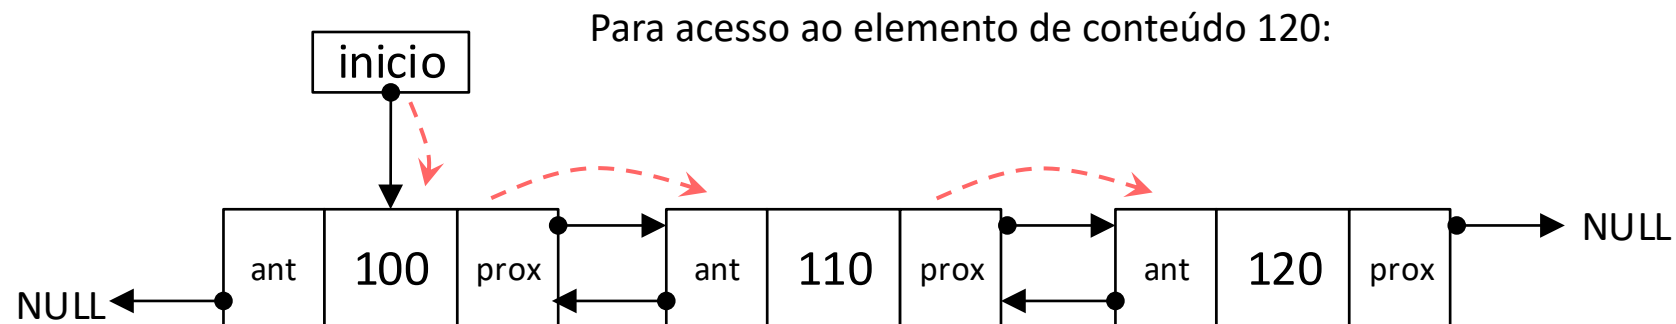 Para acesso ao elemento de conteúdo 120:
inicio
ant 100 prox ant 110 prox ant 120 prox NULL
NULL